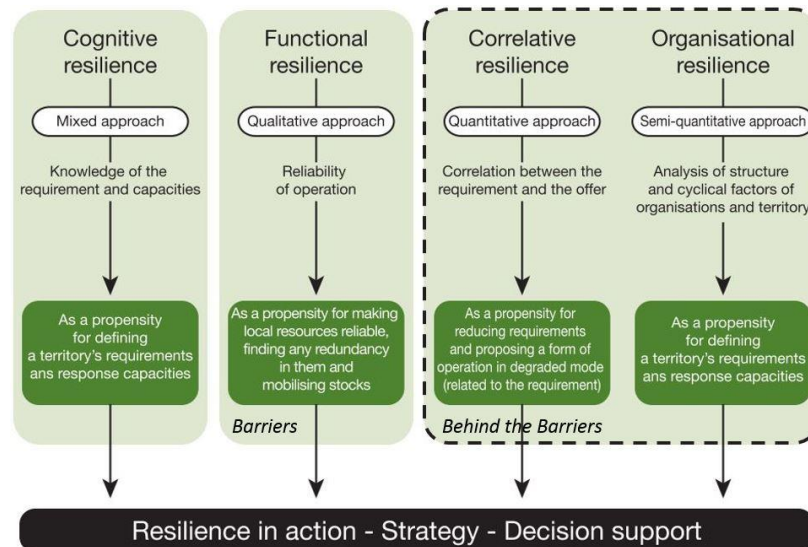 Cognitive
resilience
Mixed approach
Knowledge of the
requirement and capacities
As a propensity
for defining
a territory's requirements
ans response capacities
Functional
resilience
Qualitative approach
Reliability
of operation
As a propensity for making
local resources reliable,
finding any redundancy
in them and
mobilising stocks
Barriers
Correlative
resilience
Quantitative approach
Correlation between the
requirement and the offer
As a propensity for
reducing requirements
and proposing a form of
operation in degraded mode
(related to the requirement)
Behind the Barriers
Organisational
resilience
Semi-quantitative approach
Analysis of structure
and cyclical factors of
organisations and territory
As a propensity
for defining
a territory's requirements
ans response capacities
Resilience in action - Strategy - Decision support